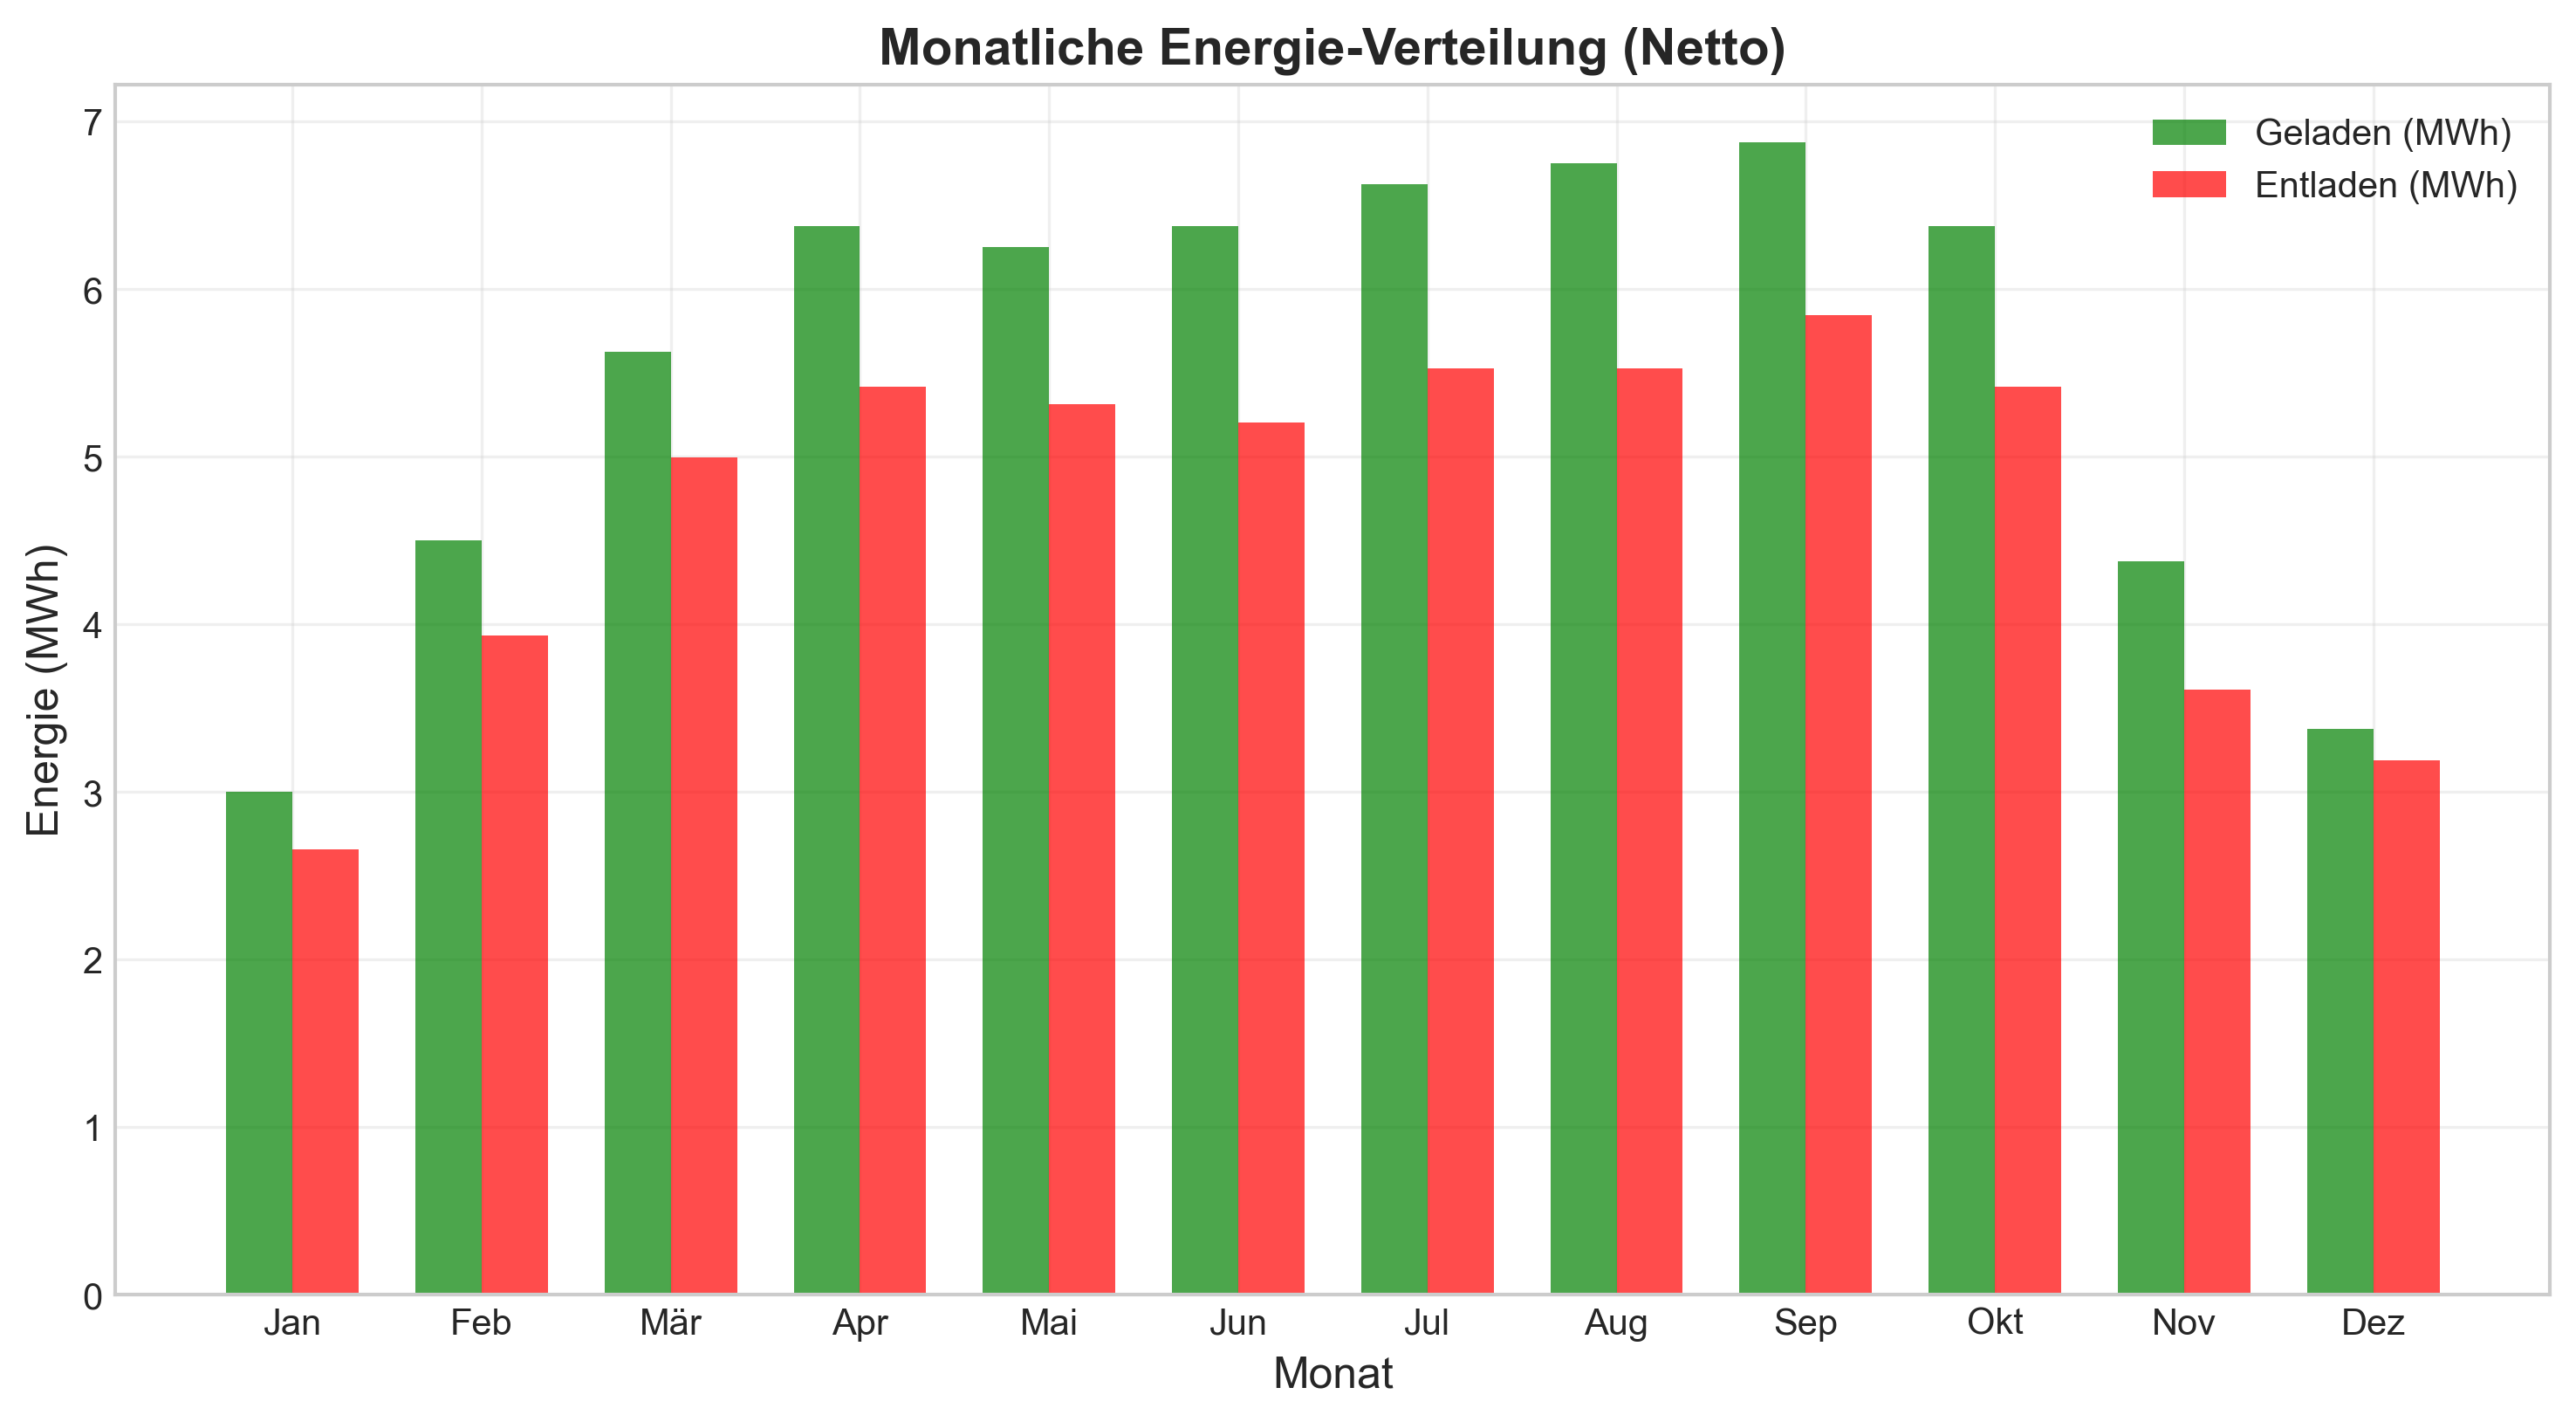 Monatliche Energie-Verteilung (Netto)
Geladen (MWh)
Entladen (MWh)
Energie (MWh)
7
6
5
4
3
2
1
0
Jan Feb Mär Apr Mai Jun Jul Aug Sep Okt Nov Dez
Monat